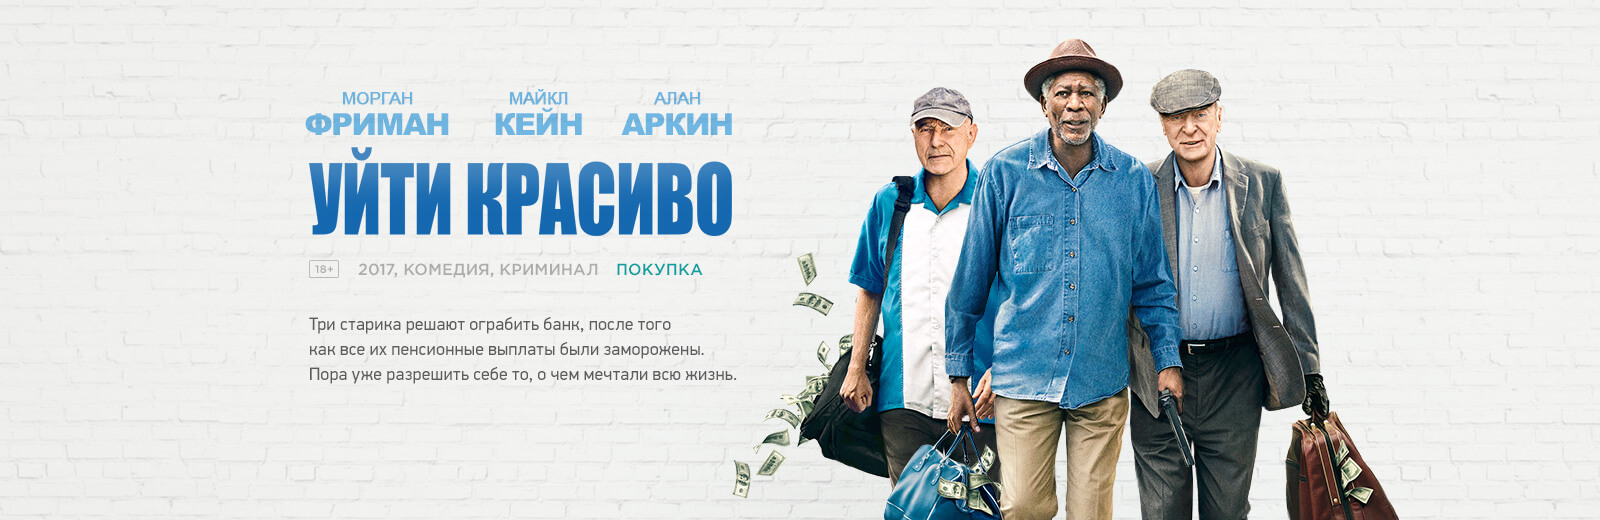 МОРГАН МАЙКЛ АЛАН
ФРИМАН КЕЙН АРКИН
УЙТИ КРАСИВО
18+ 2017, КОМЕДИЯ, КРИМИНАЛ ПОКУПКА
Три старика решают ограбить банк, после того
как все их пенсионные выплаты были заморожены.
Пора уже разрешить себе то, о чем мечтали всю жизнь.